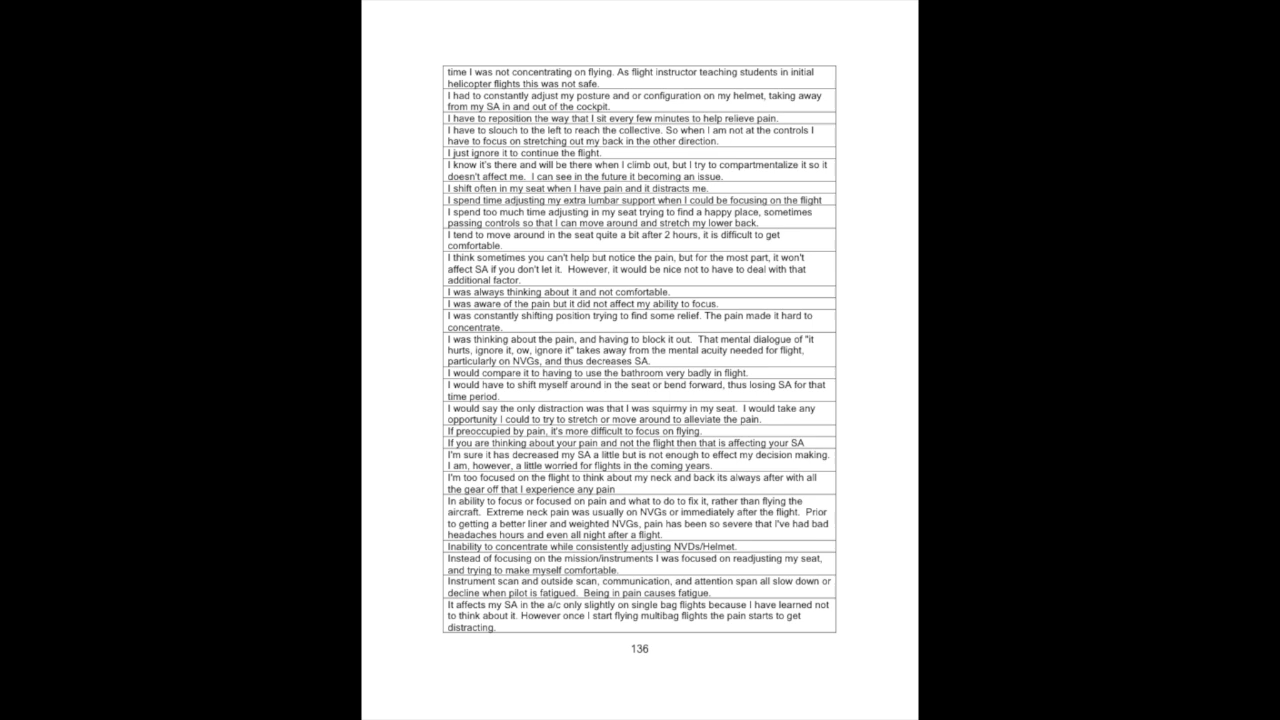 time I was not concentrating on flying. As flight instructor teaching students in initial
helicopter flights this was not safe.
I had to constantly adjust my posture and or configuration on my helmet, taking away
from my SA in and out of the cockpit.
I have to reposition the way that I sit every few minutes to help relieve pain.
I have to slouch to the left to reach the collective. So when I am not at the controls I
have to focus on stretching out my back in the other direction.
I just ignore it to continue the flight.
I know it's there and will be there when I climb out, but I try to compartmentalize it so it
doesn't affect me. I can see in the future it becoming an issue.
I shift often in my seat when I have pain and it distracts me.
I spend time adjusting my extra lumbar support when I could be focusing on the flight
I spend too much time adjusting in my seat trying to find a happy place, sometimes
passing controls so that I can move around and stretch my lower back.
I tend to move around in the seat quite a bit after 2 hours, it is difficult to get
comfortable.
I think sometimes you can't help but notice the pain, but for the most part, it won't
affect SA if you don't let it. However, it would be nice not to have to deal with that
additional factor.
I was always thinking about it and not comfortable.
I was aware of the pain but it did not affect my ability to focus.
I was constantly shifting position trying to find some relief. The pain made it hard to
concentrate.
I was thinking about the pain, and having to block it out. That mental dialogue of "it
hurts, ignore it, ow, ignore it" takes away from the mental acuity needed for flight,
particularly on NVGs, and thus decreases SA.
I would compare it to having to use the bathroom very badly in flight.
I would have to shift myself around in the seat or bend forward, thus losing SA for that
time period.
I would say the only distraction was that I was squirmy in my seat. I would take any
opportunity I could to try to stretch or move around to alleviate the pain.
If preoccupied by pain, it's more difficult to focus on flying.
If you are thinking about your pain and not the flight then that is affecting your SA
I'm sure it has decreased my SA a little but is not enough to effect my decision making.
I am, however, a little worried for flights in the coming years.
I'm too focused on the flight to think about my neck and back its always after with all
the gear off that I experience any pain
In ability to focus or focused on pain and what to do to fix it, rather than flying the
aircraft. Extreme neck pain was usually on NVGs or immediately after the flight. Prior
to getting a better liner and weighted NVGs, pain has been so severe that I've had bad
headaches hours and even all night after a flight.
Inability to concentrate while consistently adjusting NVDs/Helmet.
Instead of focusing on the mission/instruments I was focused on readjusting my seat,
and trying to make myself comfortable.
Instrument scan and outside scan, communication, and attention span all slow down or
decline when pilot is fatigued. Being in pain causes fatigue.
It affects my SA in the a/c only slightly on single bag flights because I have learned not
to think about it. However once I start flying multibag flights the pain starts to get
distracting.
136